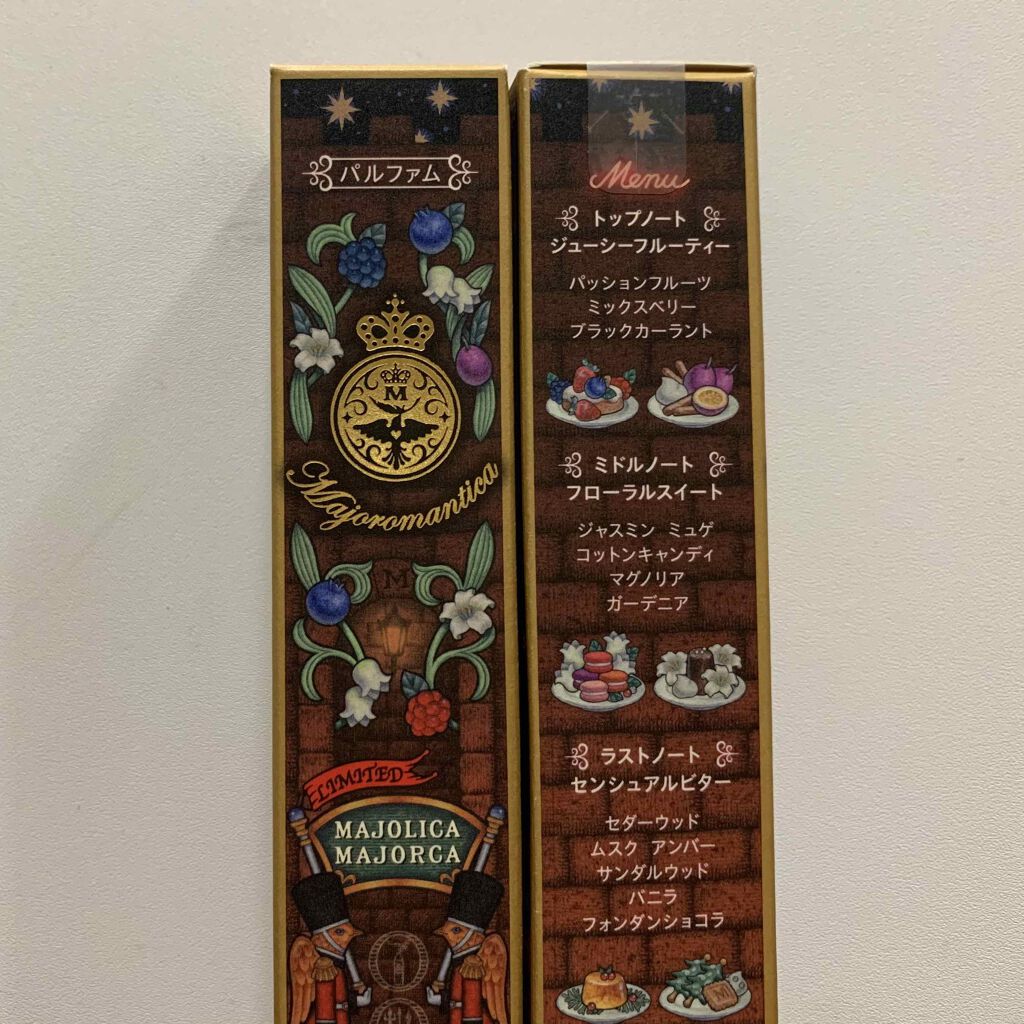 パルファム
M
Majoromantica
M
LIMITED
MAJOLICA
MAJORCA
Menu
トップノート
ジューシーフルーティー
パッションフルーツ
ミックスベリー
ブラックカーラント
ミドルノート
フローラルスイート
ジャスミン ミュゲ
コットンキャンディ
マグノリア
ガーデニア
ラストノート
センシュアルビター
セダーウッド
ムスク アンバー
サンダルウッド
バニラ
フォンダンショコラ
M